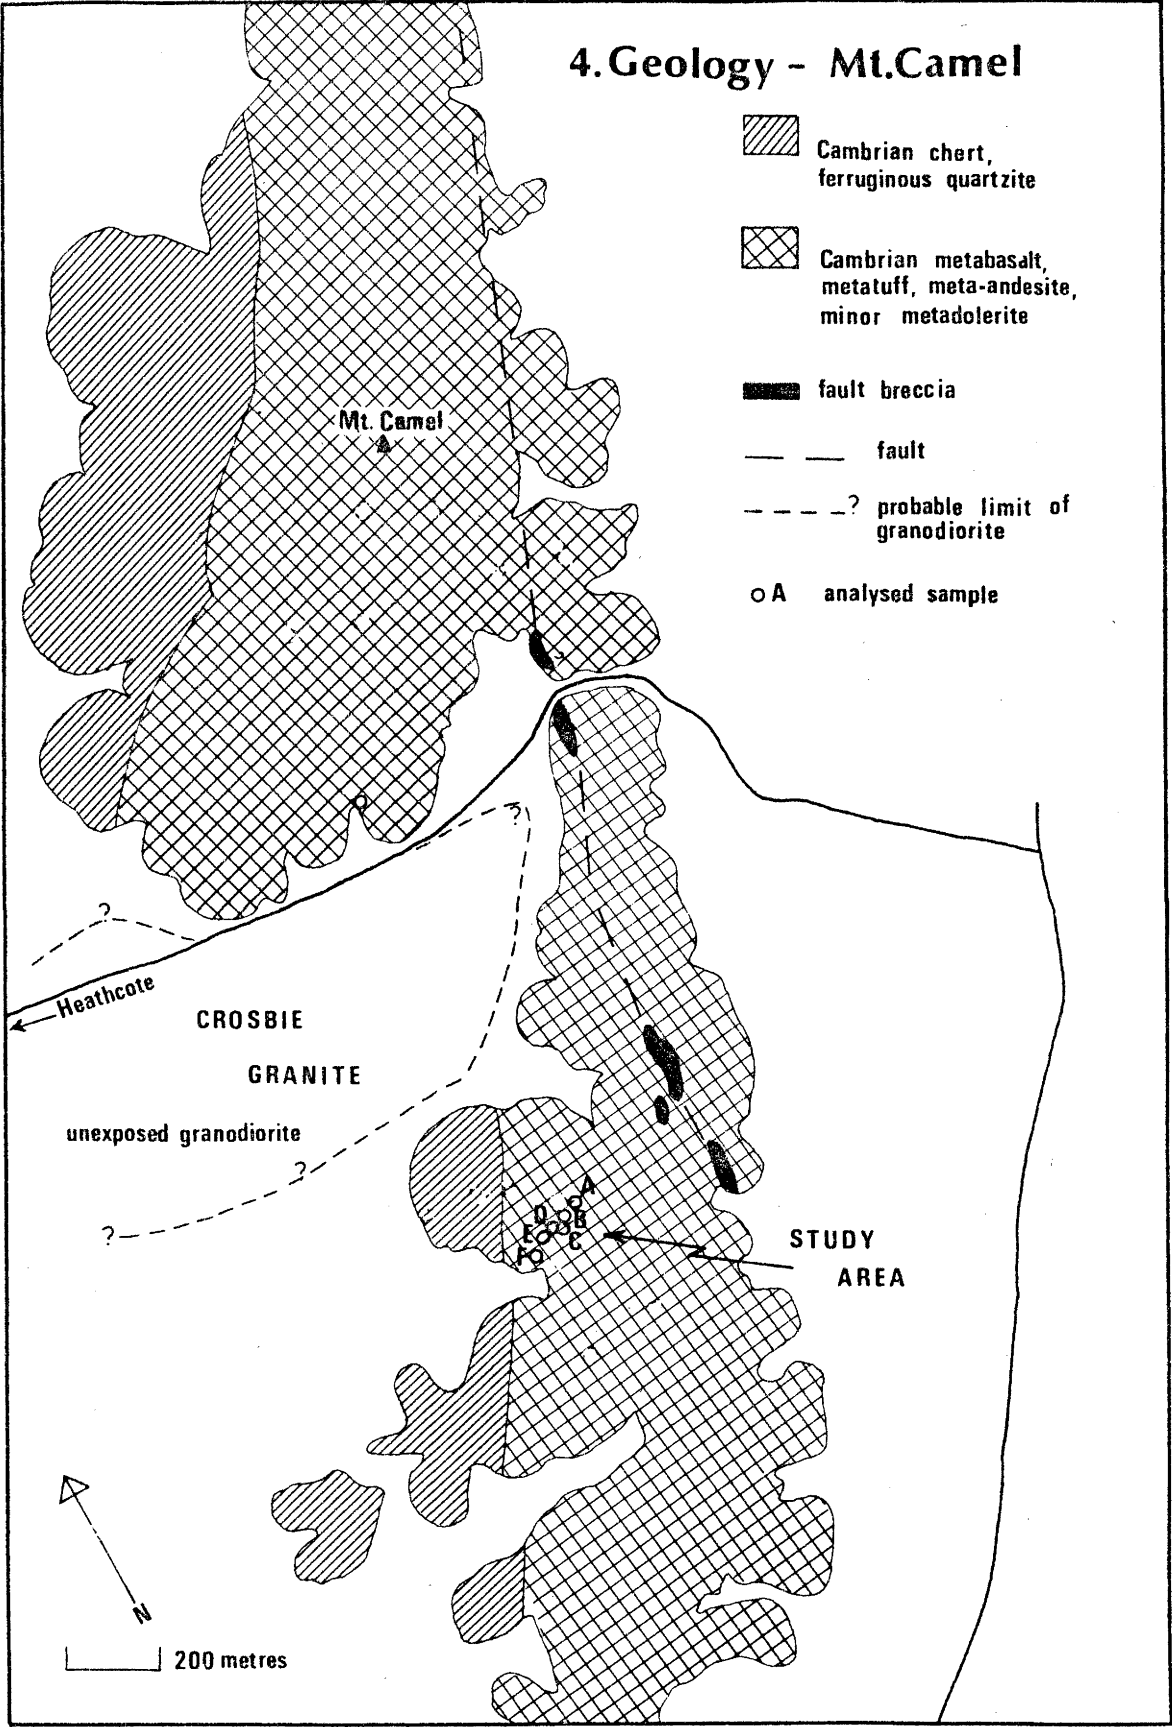 4. Geology - Mt. Camel
Cambrian chert,
ferruginous quartzite
Cambrian metabasalt,
metatuff, meta-andesite,
minor metadolerite
fault breccia
fault
? probable limit of
granodiorite
A analysed sample
Mt. Camel
?
?
Heathcote
CROSBIE
GRANITE
unexposed granodiorite
?
?
A
B
C
D
E
F
STUDY
AREA
N
200 metres